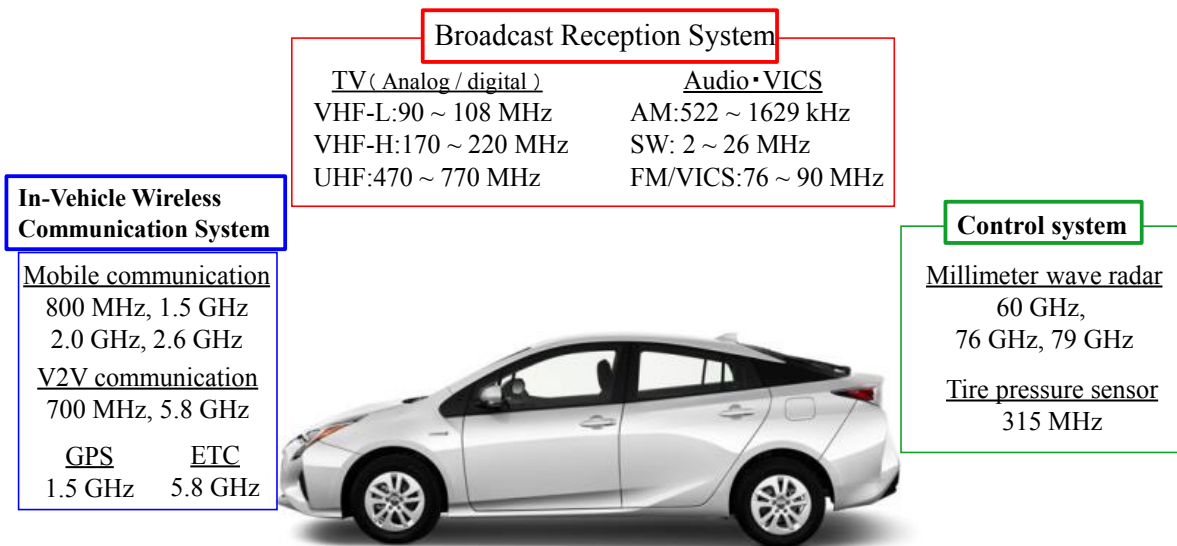 Broadcast Reception System
TV( Analog / digital )
VHF-L:90 ~ 108 MHz
VHF-H:170 ~ 220 MHz
UHF:470 ~ 770 MHz
Audio・VICS
AM:522 ~ 1629 kHz
SW: 2 ~ 26 MHz
FM/VICS:76 ~ 90 MHz
In-Vehicle Wireless
Communication System
Mobile communication
800 MHz, 1.5 GHz
2.0 GHz, 2.6 GHz
V2V communication
700 MHz, 5.8 GHz
GPS
1.5 GHz
ETC
5.8 GHz
Control system
Millimeter wave radar
60 GHz,
76 GHz, 79 GHz
Tire pressure sensor
315 MHz